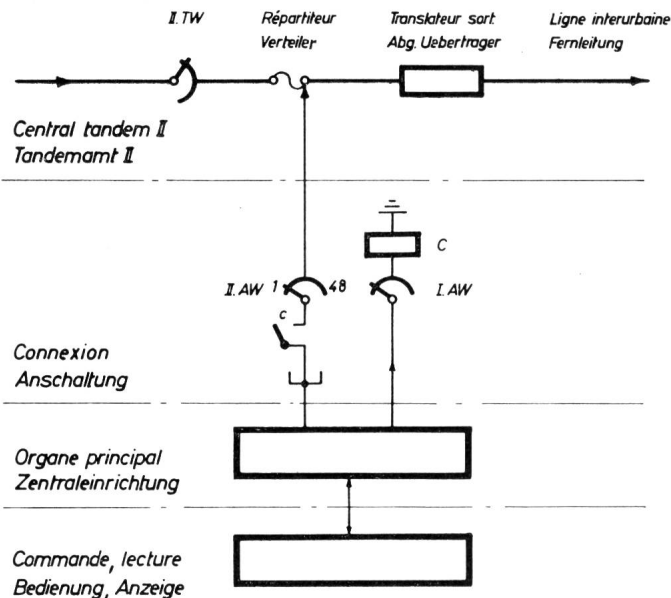 II.TW
Répartiteur
Verteiler
Translateur sort.
Abg. Uebertrager
Ligne interurbaine
Fernleitung
Central tandem II
Tandemamt II
C
II.AW 1 48 I.AW
c
Connexion
Anschaltung
Organe principal
Zentraleinrichtung
Commande, lecture
Bedienung, Anzeige